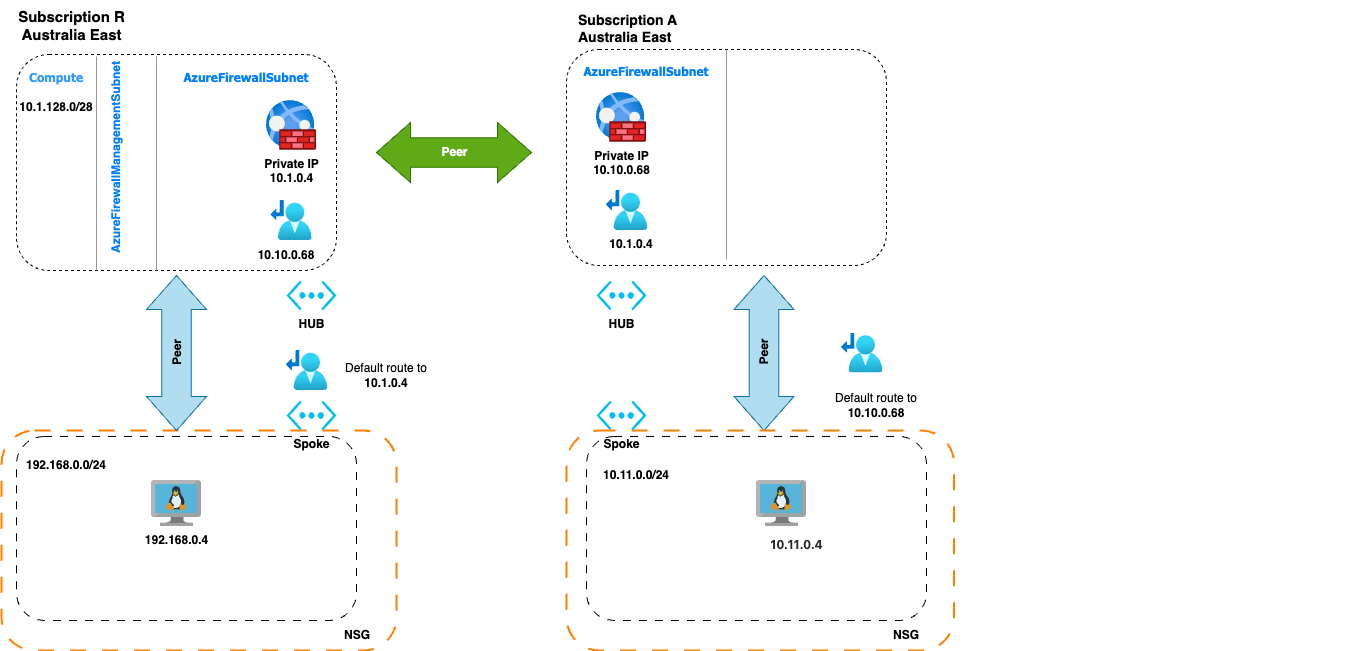 Subscription R
Australia East
Compute
10.1.128.0/28
AzureFirewallManagementSubnet
AzureFirewallSubnet
Private IP
10.1.0.4
10.10.0.68
Peer
Subscription A
Australia East
AzureFirewallSubnet
Private IP
10.10.0.68
10.1.0.4
HUB
Peer
Default route to
10.1.0.4
HUB
Peer
Default route to
10.10.0.68
Spoke
192.168.0.0/24
192.168.0.4
NSG
Spoke
10.11.0.0/24
10.11.0.4
NSG